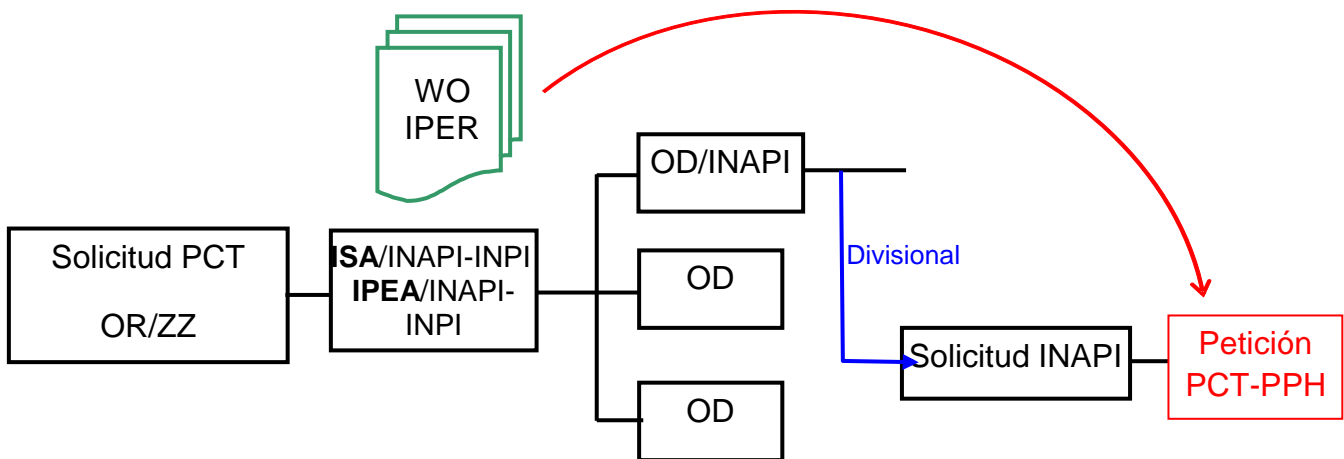 WO
IPER
OD/INAPI
Solicitud PCT
OR/ZZ
ISA/INAPI-INPI
IPEA/INAPI-
INPI
Divisional
OD
Solicitud INAPI
Petición
PCT-PPH
OD